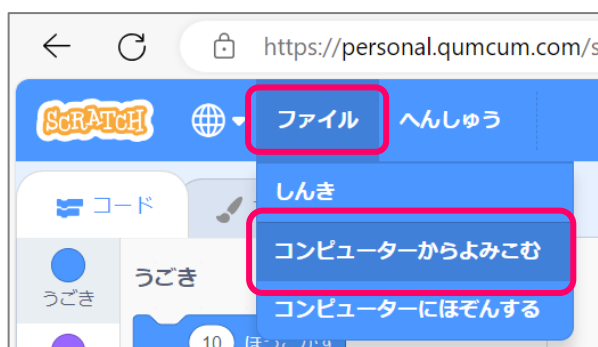 https://personal.qumcum.com/s
SCRATCH ファイル へんしゅう
しんき
コード
コンピューターからよみこむ
うごき
うごき
コンピューターにほぞんする
10